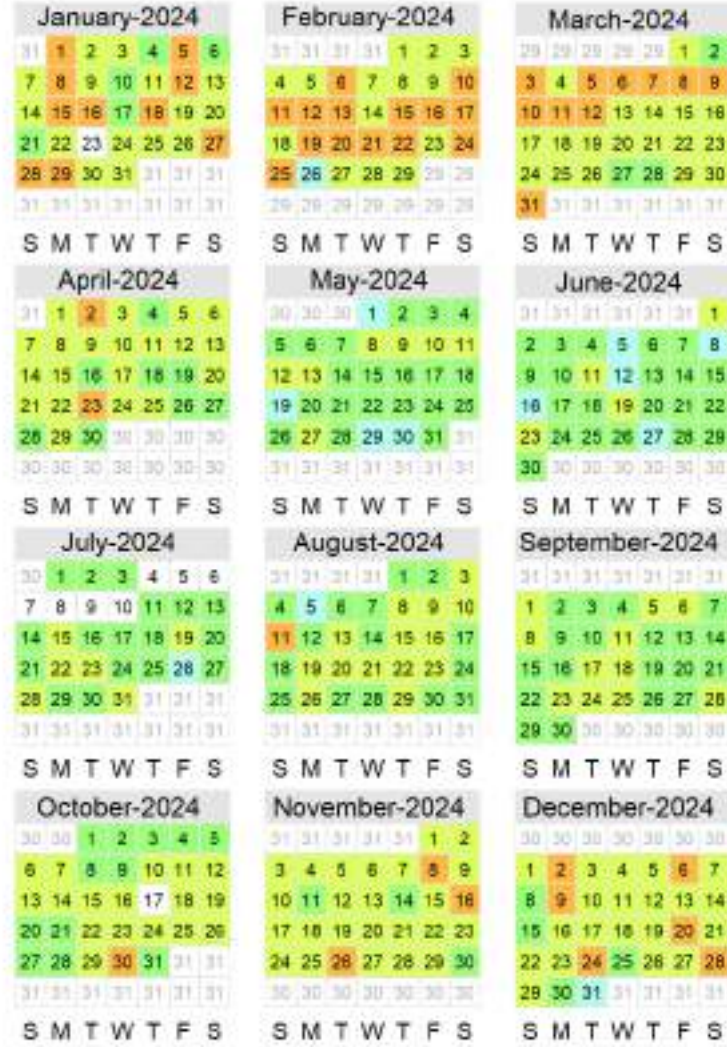 January-2024
31 1 2 3 4 5 6
7 8 9 10 11 12 13
14 15 16 17 18 19 20
21 22 23 24 25 26 27
28 29 30 31 31 31 31
31 31 31 31 31 31 31
S M T W T F S
February-2024
31 31 31 31 1 2 3
4 5 6 7 8 9 10
11 12 13 14 15 16 17
18 19 20 21 22 23 24
25 26 27 28 29 29 29
29 29 29 29 29 29 29
S M T W T F S
March-2024
29 29 29 29 29 1 2
3 4 5 6 7 8 9
10 11 12 13 14 15 16
17 18 19 20 21 22 23
24 25 26 27 28 29 30
31 31 31 31 31 31 31
S M T W T F S
April-2024
31 1 2 3 4 5 6
7 8 9 10 11 12 13
14 15 16 17 18 19 20
21 22 23 24 25 26 27
28 29 30 30 30 30 30
30 30 30 30 30 30 30
S M T W T F S
May-2024
30 30 30 1 2 3 4
5 6 7 8 9 10 11
12 13 14 15 16 17 18
19 20 21 22 23 24 25
26 27 28 29 30 31 31
31 31 31 31 31 31 31
S M T W T F S
June-2024
31 31 31 31 31 31 1
2 3 4 5 6 7 8
9 10 11 12 13 14 15
16 17 18 19 20 21 22
23 24 25 26 27 28 29
30 30 30 30 30 30 30
S M T W T F S
July-2024
30 1 2 3 4 5 6
7 8 9 10 11 12 13
14 15 16 17 18 19 20
21 22 23 24 25 26 27
28 29 30 31 31 31 31
31 31 31 31 31 31 31
S M T W T F S
August-2024
31 31 31 31 1 2 3
4 5 6 7 8 9 10
11 12 13 14 15 16 17
18 19 20 21 22 23 24
25 26 27 28 29 30 31
31 31 31 31 31 31 31
S M T W T F S
September-2024
31 31 31 31 31 31 31
1 2 3 4 5 6 7
8 9 10 11 12 13 14
15 16 17 18 19 20 21
22 23 24 25 26 27 28
29 30 30 30 30 30 30
S M T W T F S
October-2024
30 30 1 2 3 4 5
6 7 8 9 10 11 12
13 14 15 16 17 18 19
20 21 22 23 24 25 26
27 28 29 30 31 31 31
31 31 31 31 31 31 31
S M T W T F S
November-2024
31 31 31 31 31 1 2
3 4 5 6 7 8 9
10 11 12 13 14 15 16
17 18 19 20 21 22 23
24 25 26 27 28 29 30
30 30 30 30 30 30 30
S M T W T F S
December-2024
30 30 30 30 30 30 30
1 2 3 4 5 6 7
8 9 10 11 12 13 14
15 16 17 18 19 20 21
22 23 24 25 26 27 28
29 30 31 31 31 31 31
S M T W T F S